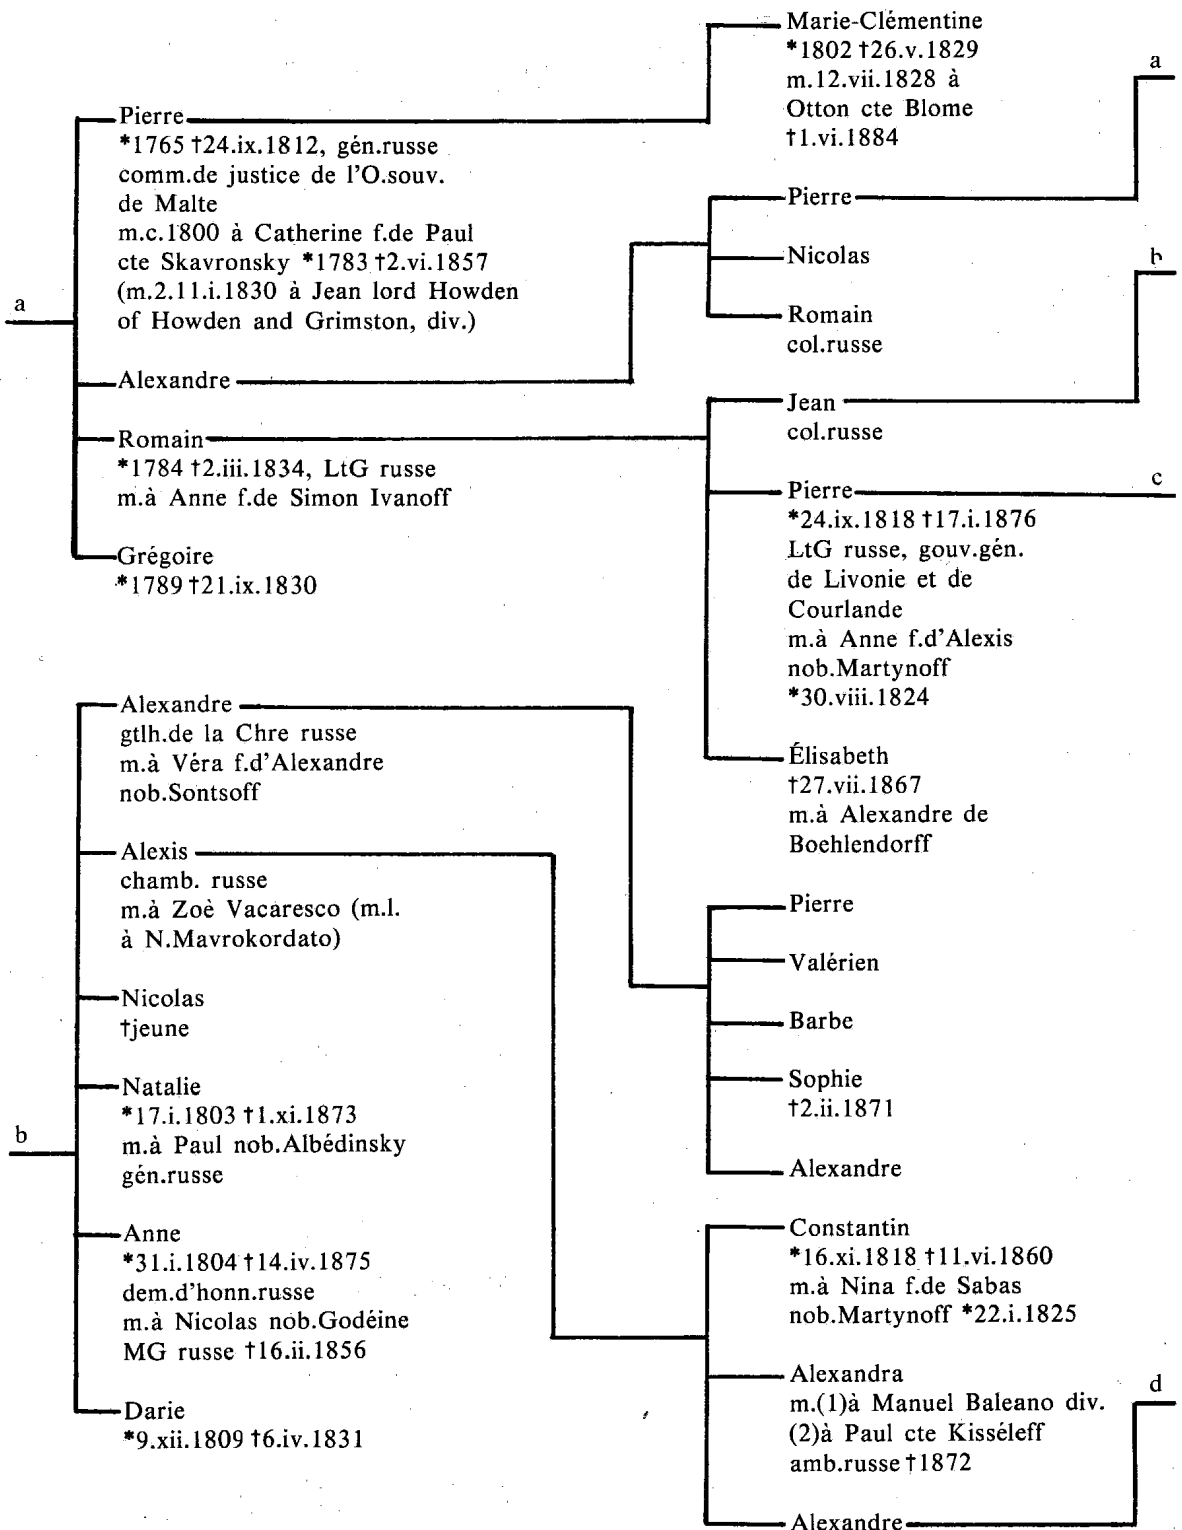 a
Pierre
*1765 †24.ix.1812, gén.russe
comm.de justice de l'O.souv.
de Malte
m.c.1800 à Catherine f.de Paul
cte Skavronsky *1783 †2.vi.1857
(m.2.11.i.1830 à Jean lord Howden
of Howden and Grimston, div.)
Alexandre
Romain
*1784 †2.iii.1834, LtG russe
m.à Anne f.de Simon Ivanoff
Grégoire
*1789 †21.ix.1830
Marie-Clémentine
*1802 †26.v.1829
m.12.vii.1828 à
Otton cte Blome
†1.vi.1884
a
Pierre
Nicolas
Romain
col.russe
b
Jean
col.russe
Pierre
c
*24.ix.1818 †17.i.1876
LtG russe, gouv.gén.
de Livonie et de
Courlande
m.à Anne f.d'Alexis
nob.Martynoff
*30.viii.1824
Élisabeth
†27.vii.1867
m.à Alexandre de
Boehlendorff
b
Alexandre
gtlh.de la Chre russe
m.à Véra f.d'Alexandre
nob.Sontsoff
Alexis
chamb. russe
m.à Zoè Vacaresco (m.l.
à N.Mavrokordato)
Nicolas
†jeune
Natalie
*17.i.1803 †1.xi.1873
m.à Paul nob.Albédinsky
gén.russe
Anne
*31.i.1804 †14.iv.1875
dem.d'honn.russe
m.à Nicolas nob.Godéine
MG russe †16.ii.1856
Darie
*9.xii.1809 †6.iv.1831
Pierre
Valérien
Barbe
Sophie
†2.ii.1871
Alexandre
Constantin
*16.xi.1818 †11.vi.1860
m.à Nina f.de Sabas
nob.Martynoff *22.i.1825
Alexandra
m.(1)à Manuel Baleano div.
(2)à Paul cte Kisséleff
amb.russe †1872
d
Alexandre